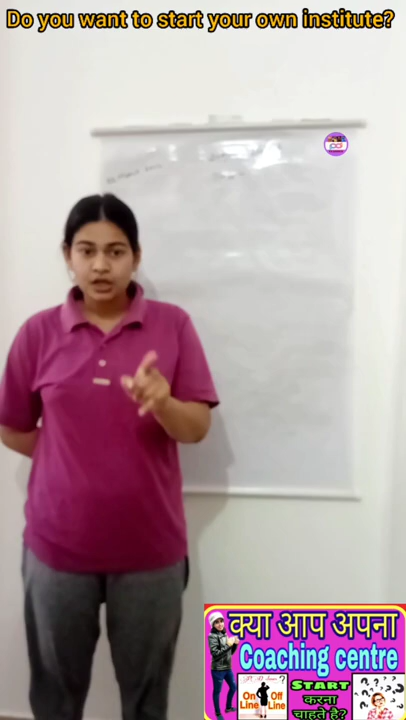 Do you want to start your own institute?
क्या आप अपना
Coaching centre
START
करना
चाहते है?
On
Line
Off
Line